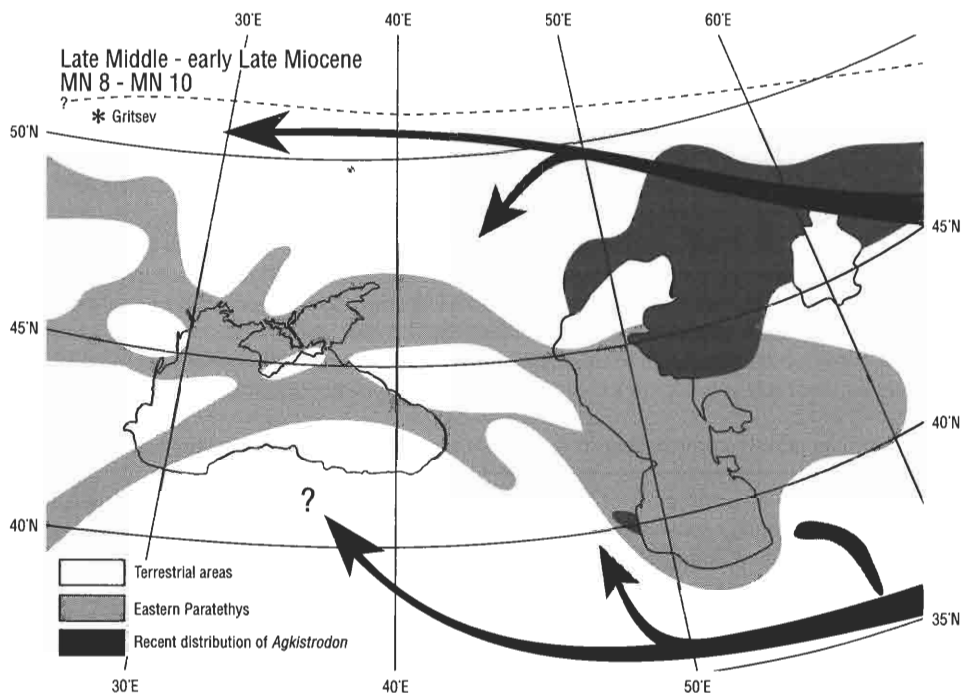 30°E 40°E 50°E 60°E
Late Middle - early Late Miocene
MN 8 - MN 10
?
* Gritsev
50°N
45°N
45°N
40°N
?
40°N
35°N
Terrestrial areas
Eastern Paratethys
Recent distribution of Agkistrodon
30°E 40°E 50°E